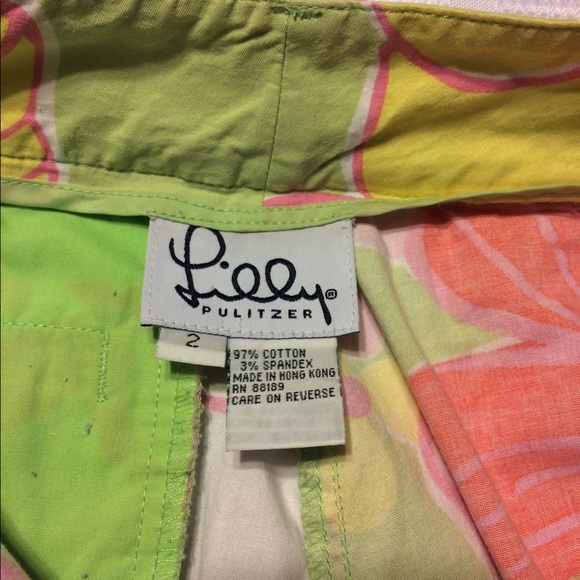 Lilly®
PULITZER
2
97% COTTON
3% SPANDEX
MADE IN HONG KONG
RN 88189
CARE ON REVERSE